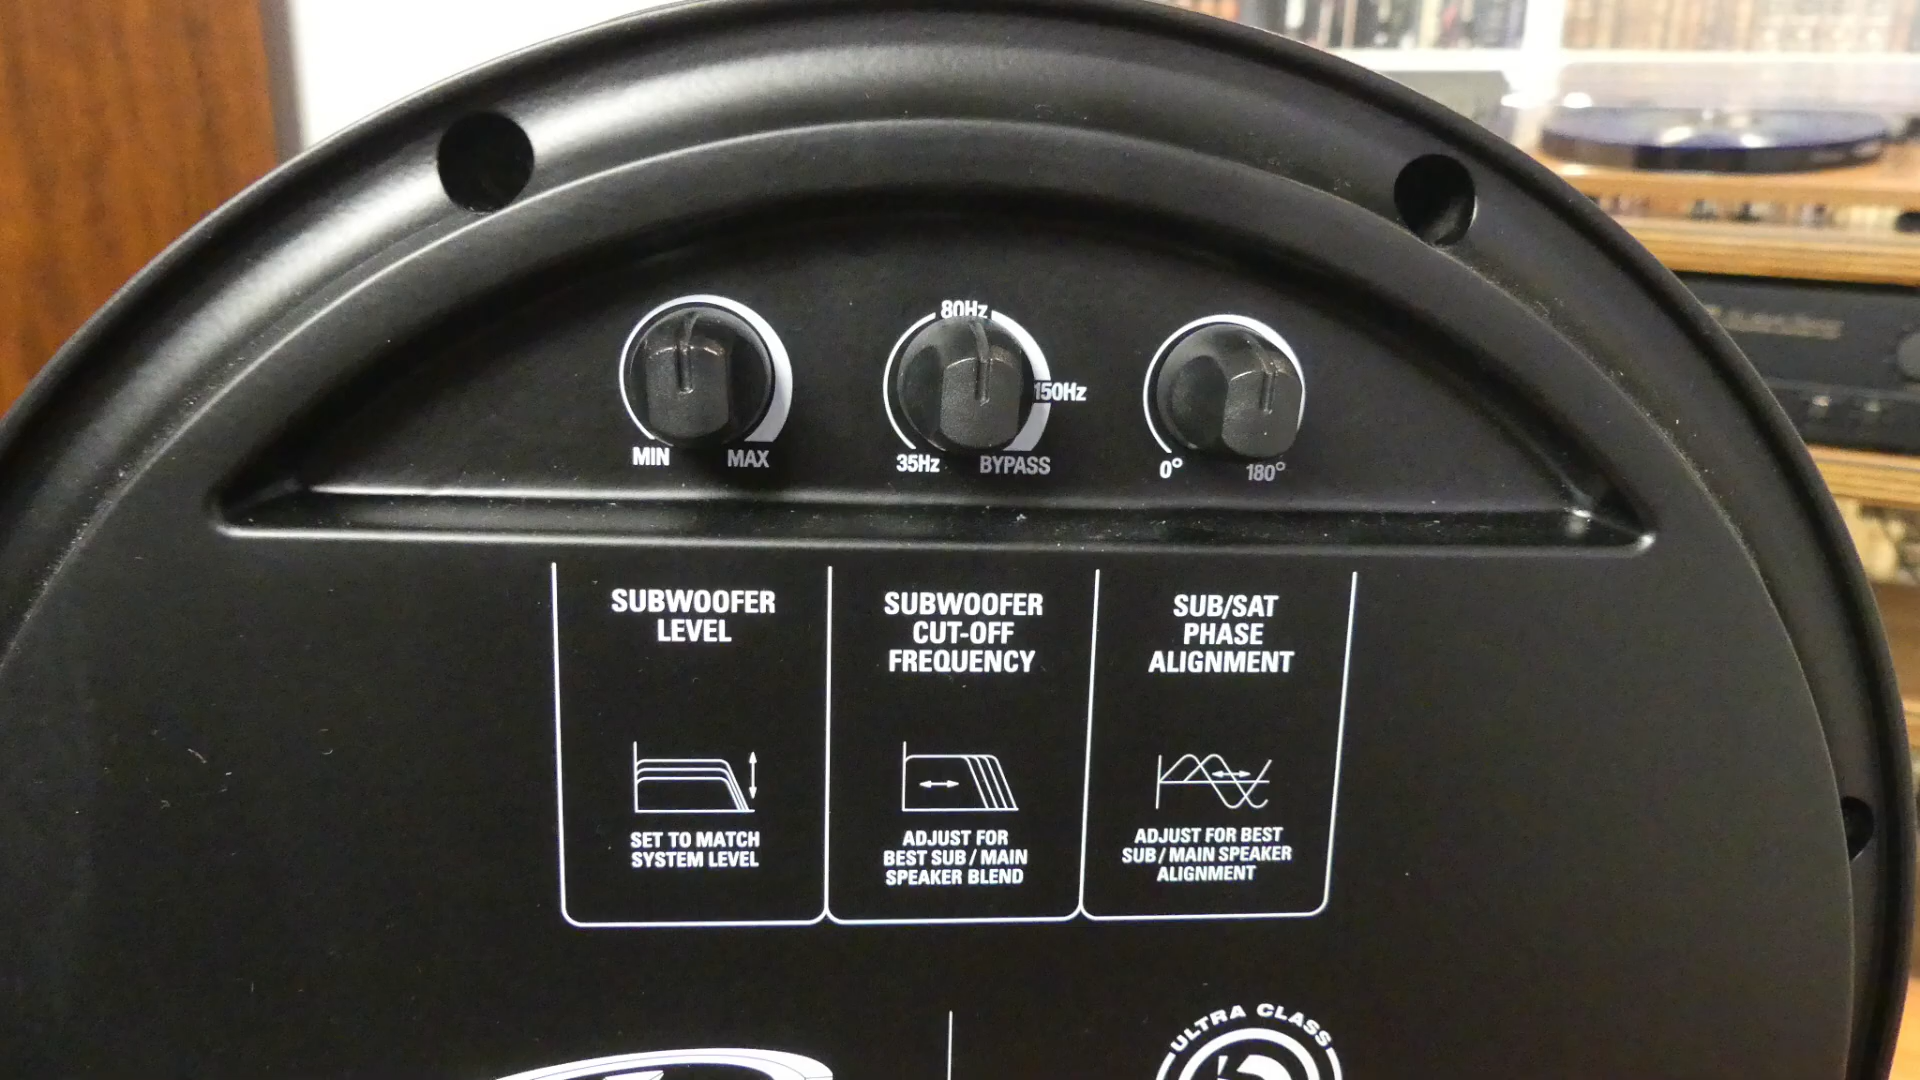 80Hz
150Hz
MIN MAX 35Hz BYPASS 0° 180°
SUBWOOFER
LEVEL
SUBWOOFER
CUT-OFF
FREQUENCY
SUB/SAT
PHASE
ALIGNMENT
SET TO MATCH
SYSTEM LEVEL
ADJUST FOR
BEST SUB / MAIN
SPEAKER BLEND
ADJUST FOR BEST
SUB / MAIN SPEAKER
ALIGNMENT
ULTRA CLASS